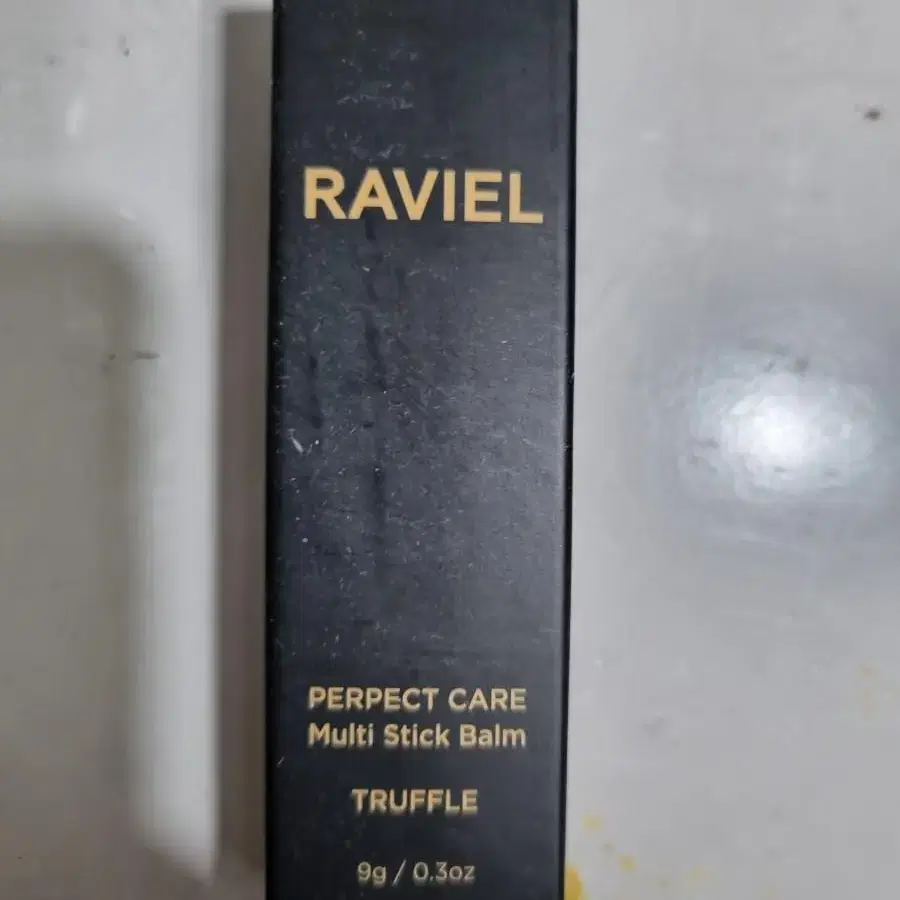 RAVIEL
PERPECT CARE
Multi Stick Balm
TRUFFLE
9g / 0.3oz